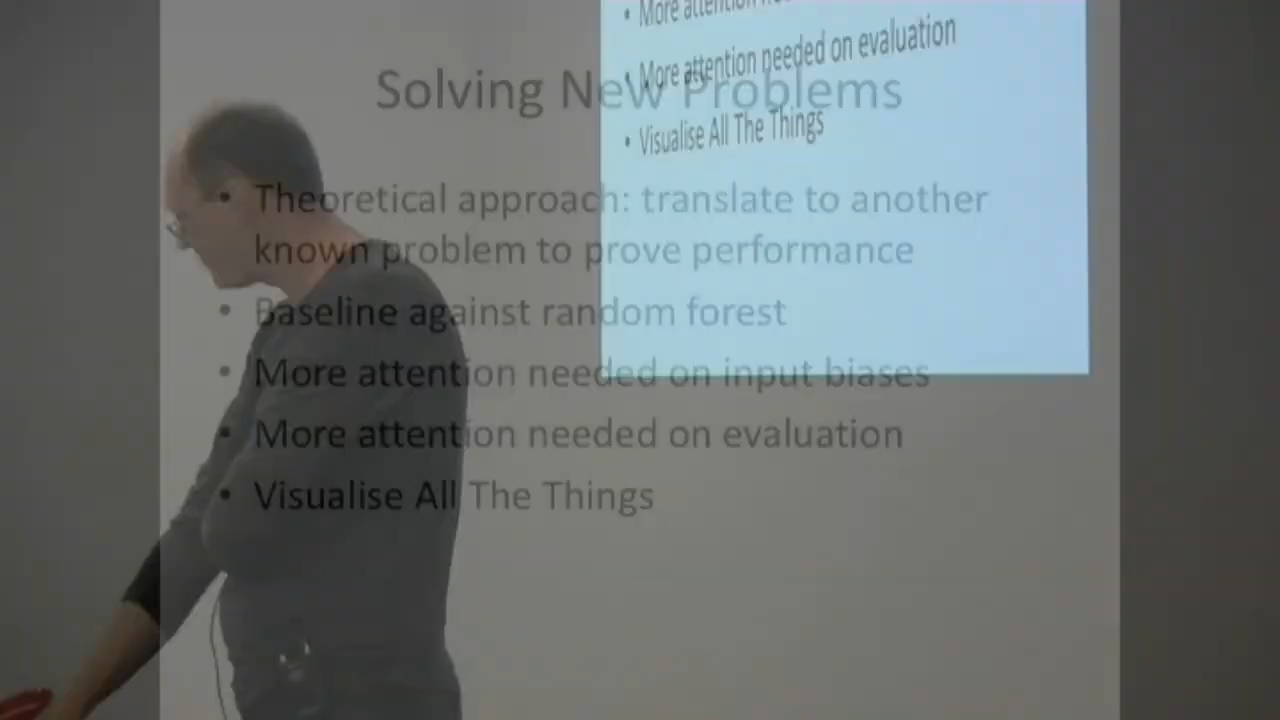 Solving New Problems
• Theoretical approach: translate to another
known problem to prove performance
• Baseline against random forest
• More attention needed on input biases
• More attention needed on evaluation
• Visualise All The Things
• More attention
• More attention needed on evaluation
• Visualise All The Things